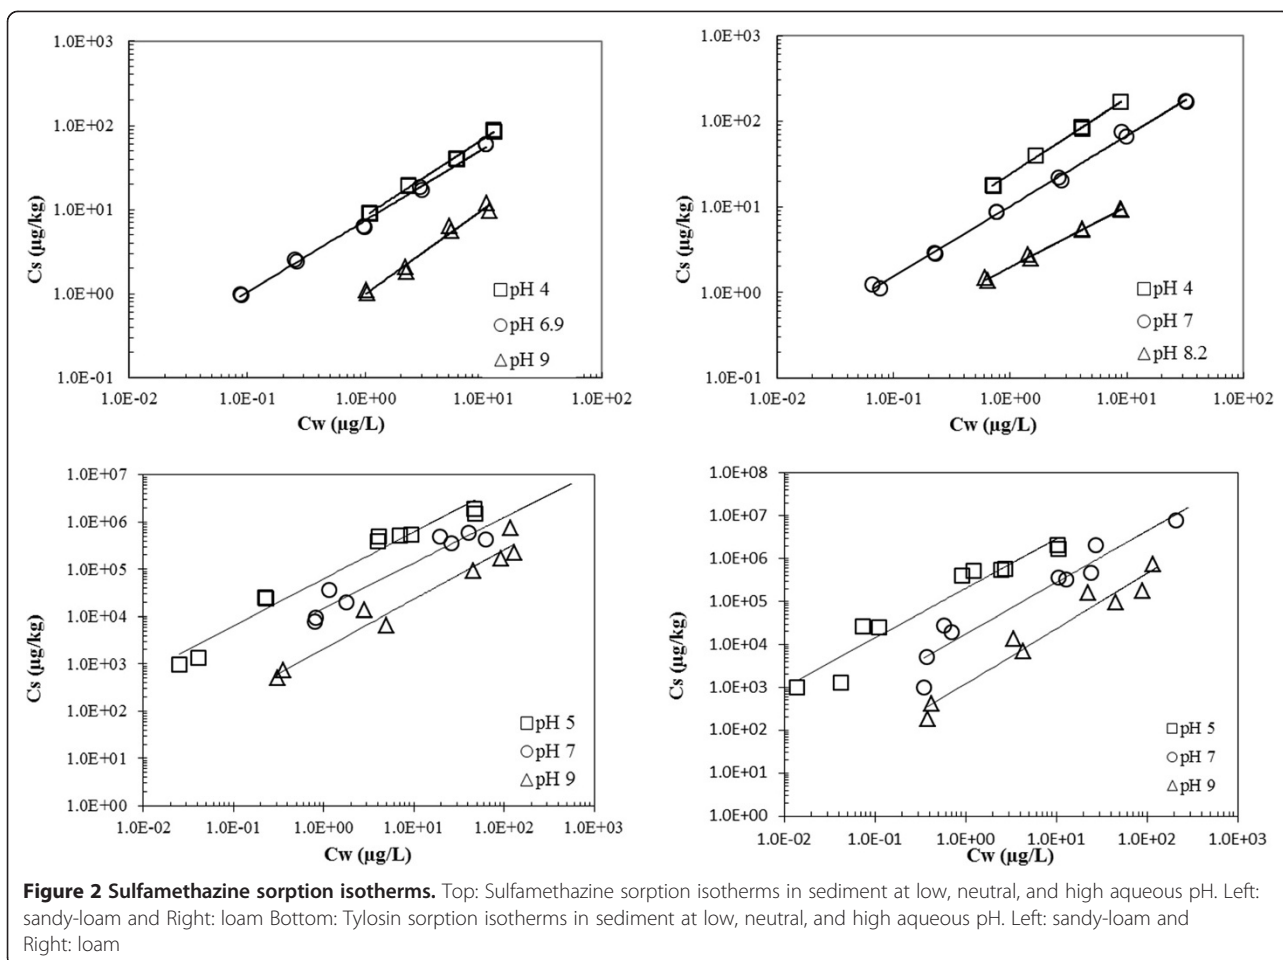 1.0E+03
1.0E+02
1.0E+01
1.0E+00
1.0E-01
Cs (µg/kg)
pH 4
pH 6.9
pH 9
1.0E-02 1.0E-01 1.0E+00 1.0E+01 1.0E+02
Cw (µg/L)
1.0E+03
1.0E+02
1.0E+01
1.0E+00
1.0E-01
Cs (µg/kg)
pH 4
pH 7
pH 8.2
1.0E-02 1.0E-01 1.0E+00 1.0E+01 1.0E+02
Cw (µg/L)
1.0E+07
1.0E+06
1.0E+05
1.0E+04
1.0E+03
1.0E+02
1.0E+01
1.0E+00
Cs (µg/kg)
pH 5
pH 7
pH 9
1.0E-02 1.0E-01 1.0E+00 1.0E+01 1.0E+02 1.0E+03
Cw (µg/L)
1.0E+08
1.0E+07
1.0E+06
1.0E+05
1.0E+04
1.0E+03
1.0E+02
1.0E+01
1.0E+00
Cs (µg/kg)
pH 5
pH 7
pH 9
1.0E-02 1.0E-01 1.0E+00 1.0E+01 1.0E+02 1.0E+03
Cw (µg/L)
Figure 2 Sulfamethazine sorption isotherms. Top: Sulfamethazine sorption isotherms in sediment at low, neutral, and high aqueous pH. Left:
sandy-loam and Right: loam Bottom: Tylosin sorption isotherms in sediment at low, neutral, and high aqueous pH. Left: sandy-loam and
Right: loam